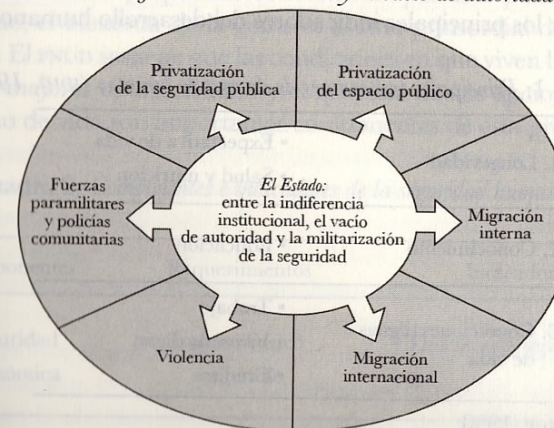 Privatización
de la seguridad pública
Privatización
del espacio público
Fuerzas
paramilitares
y policías
comunitarias
El Estado:
entre la indiferencia
institucional, el vacío
de autoridad y la militarización
de la seguridad
Migración
interna
Violencia
Migración
internacional